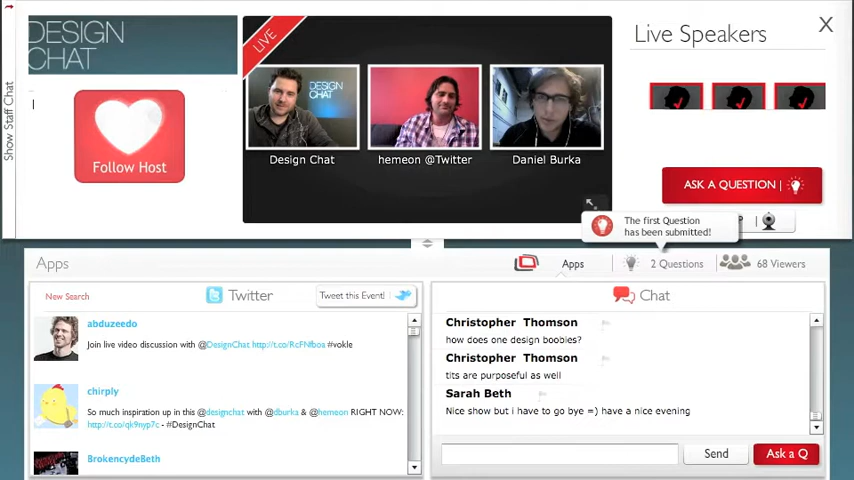 Show Staff Chat
DESIGN
CHAT
Follow Host
LIVE
DESIGN
CHAT
Design Chat
hemeon @Twitter
Daniel Burka
Live Speakers
X
ASK A QUESTION |
The first Question
has been submitted!
Apps
Apps
2 Questions
68 Viewers
New Search
Twitter
Tweet this Event!
abduzeedo
Join live video discussion with @DesignChat http://t.co/RcFNfboa #vokle
chirply
So much inspiration up in this @designchat with @dburka & @hemeon RIGHT NOW:
http://t.co/qk9nyp7c - #DesignChat
BrokencydeBeth
Chat
Christopher Thomson
how does one design boobies?
Christopher Thomson
tits are purposeful as well
Sarah Beth
Nice show but i have to go bye =) have a nice evening
Send
Ask a Q